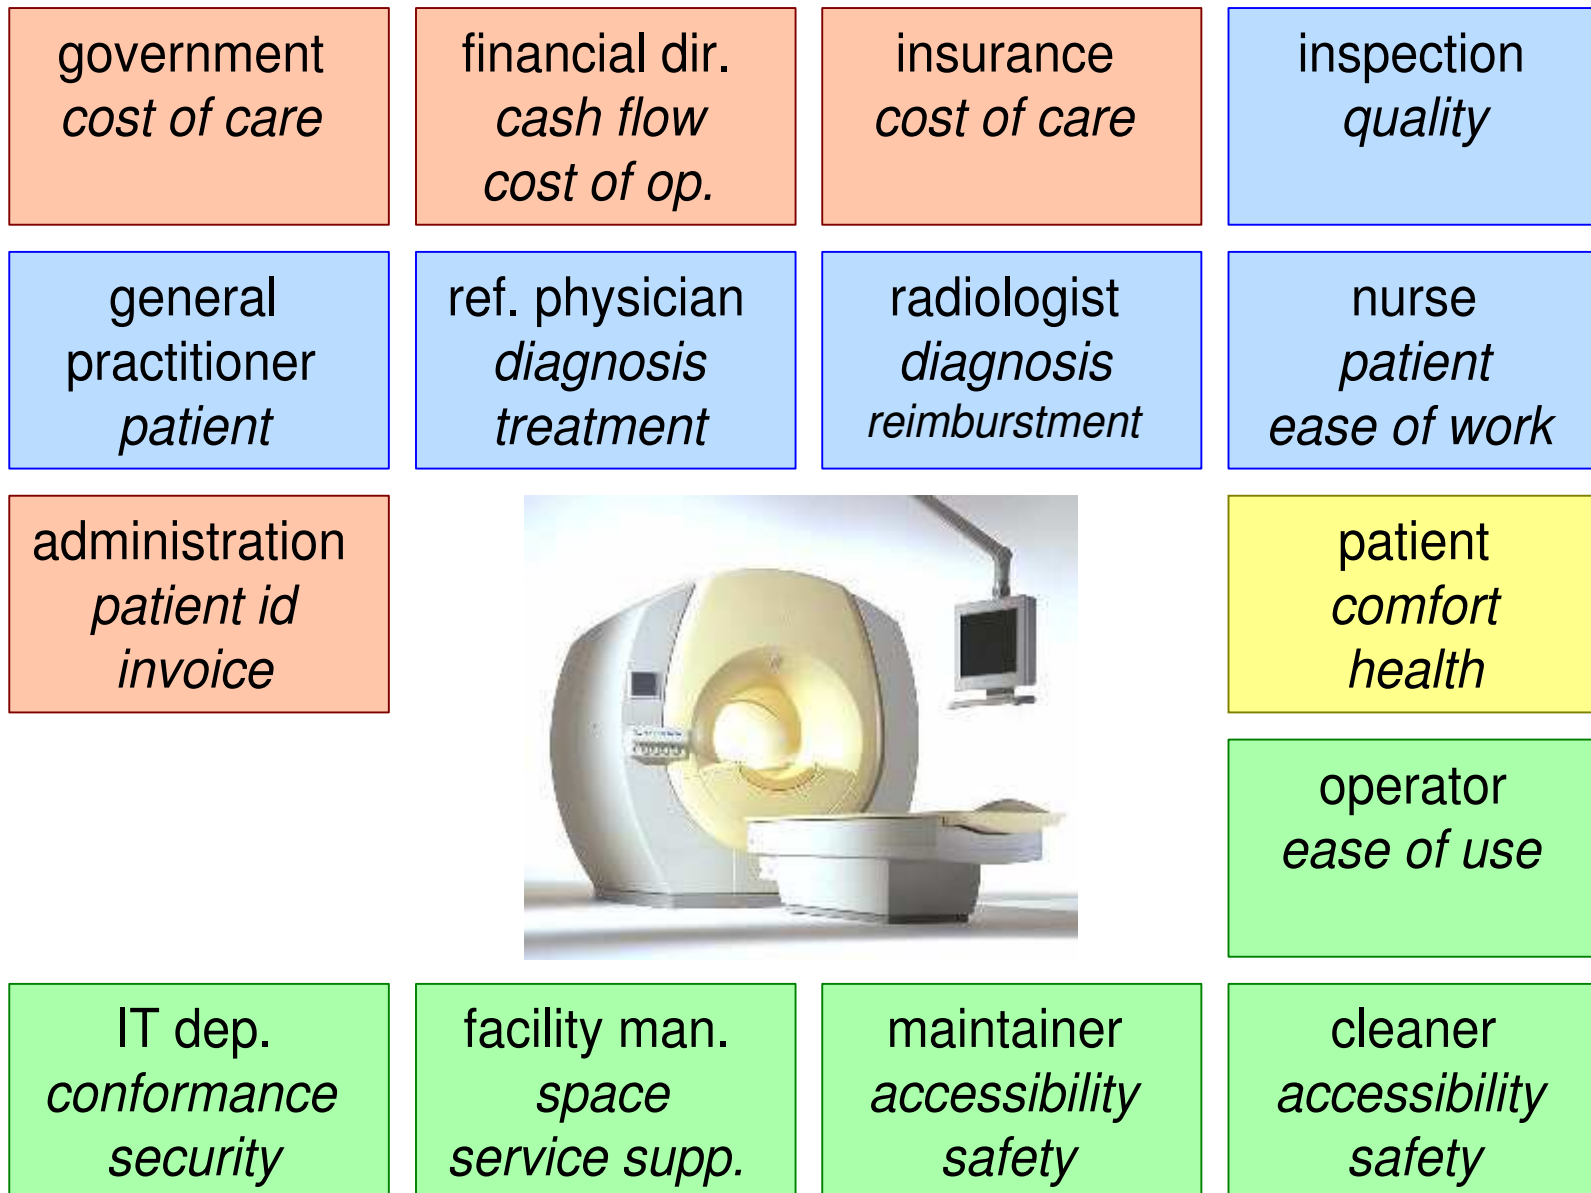 government
cost of care
financial dir.
cash flow
cost of op.
insurance
cost of care
inspection
quality
general
practitioner
patient
ref. physician
diagnosis
treatment
radiologist
diagnosis
reimburstment
nurse
patient
ease of work
administration
patient id
invoice
patient
comfort
health
operator
ease of use
IT dep.
conformance
security
facility man.
space
service supp.
maintainer
accessibility
safety
cleaner
accessibility
safety